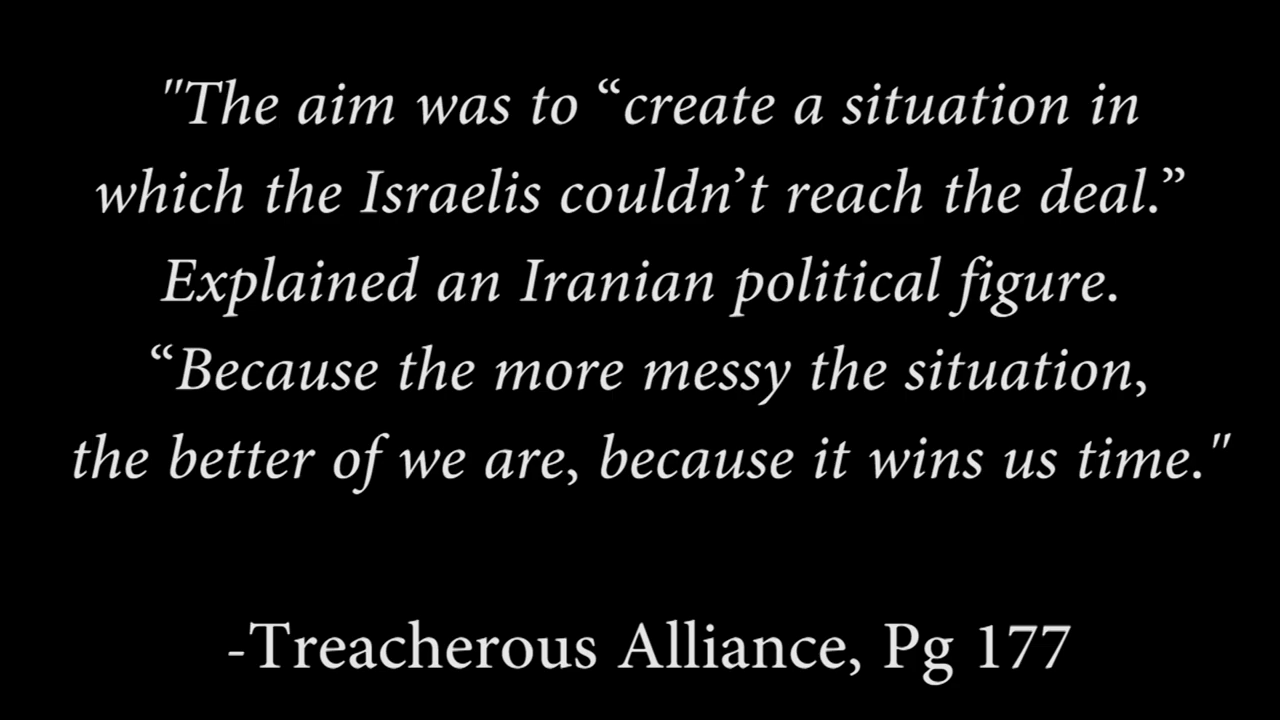 "The aim was to “create a situation in
which the Israelis couldn’t reach the deal.”
Explained an Iranian political figure.
“Because the more messy the situation,
the better of we are, because it wins us time."
-Treacherous Alliance, Pg 177